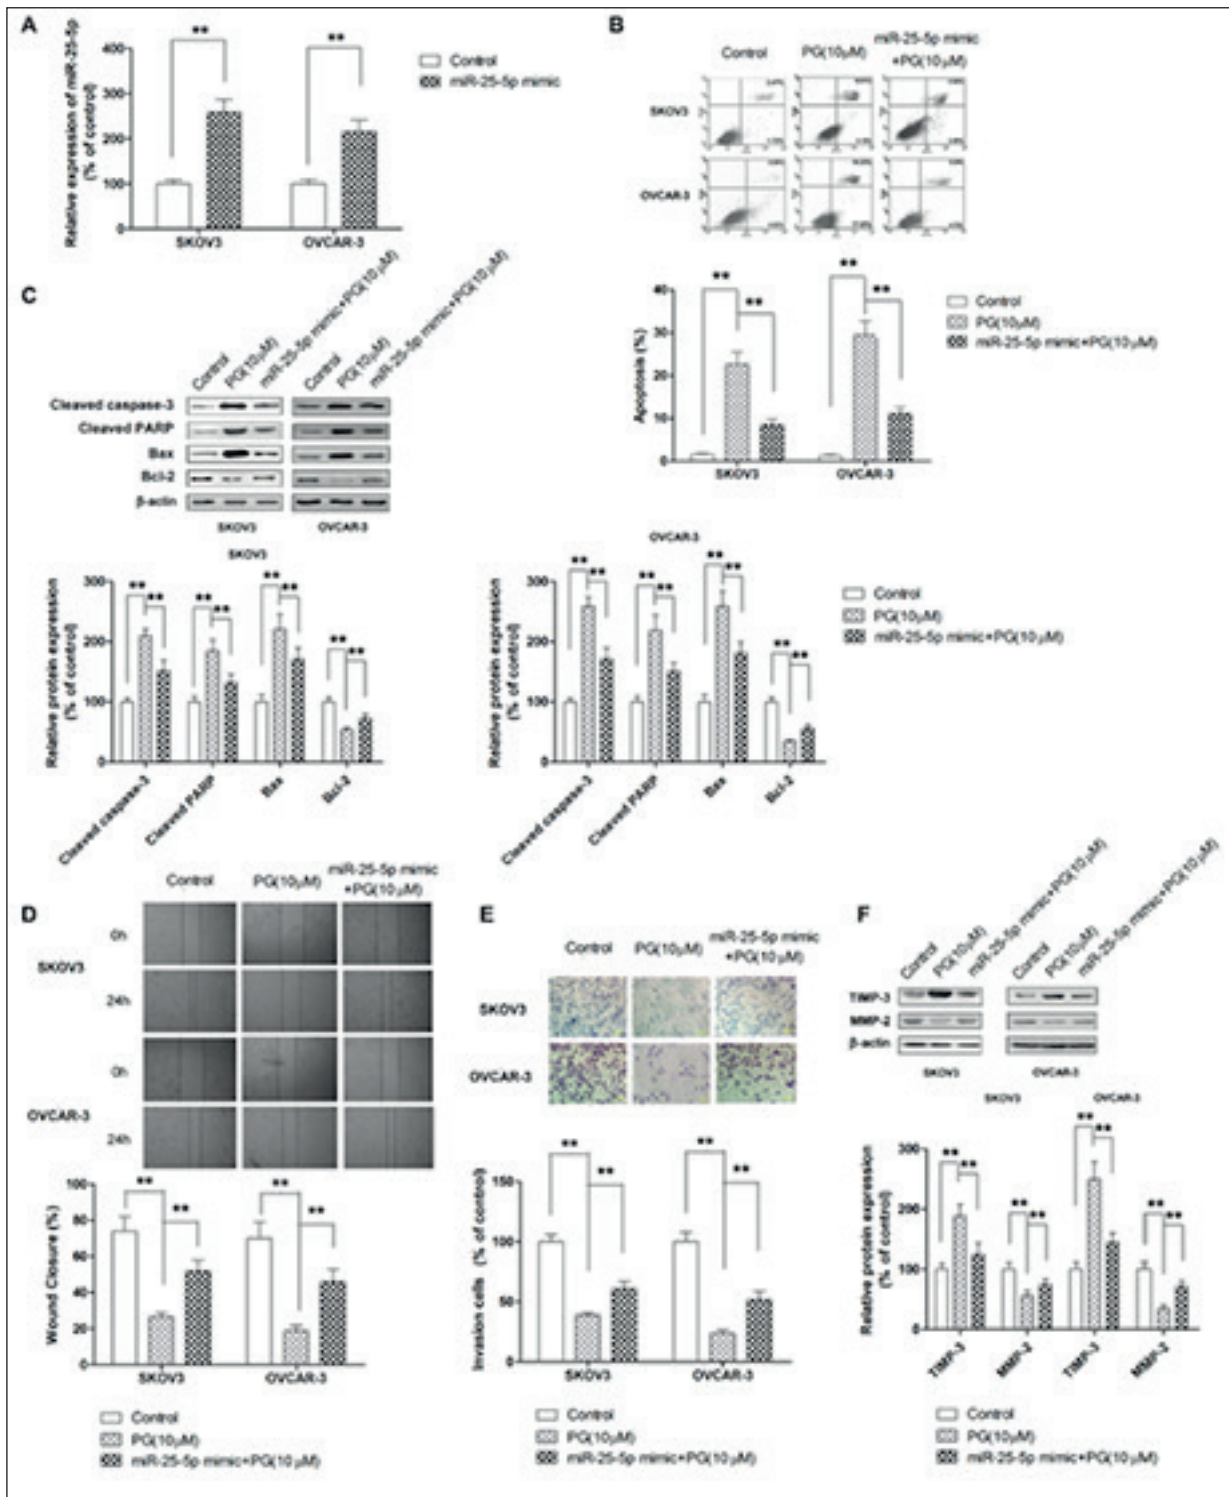 A
**
**
400
300
200
100
0
Relative expression of miR-25-5p
(% of control)
SKOV3
OVCAR-3
Control
miR-25-5p mimic
B
Control
PG(10μM)
miR-25-5p mimic
+PG(10μM)
SKOV3
OVCAR-3
**
**
**
**
40
30
20
10
0
Apoptosis (%)
SKOV3
OVCAR-3
Control
PG(10μM)
miR-25-5p mimic+PG(10μM)
C
Control
PG(10μM)
miR-25-5p mimic+PG(10μM)
Control
PG(10μM)
miR-25-5p mimic+PG(10μM)
Cleaved caspase-3
Cleaved PARP
Bax
Bcl-2
β-actin
SKOV3
OVCAR-3
SKOV3
** ** ** ** ** ** ** **
300
200
100
0
Relative protein expression
(% of control)
Cleaved caspase-3
Cleaved PARP
Bax
Bcl-2
OVCAR-3
** ** ** ** ** ** ** **
300
200
100
0
Relative protein expression
(% of control)
Cleaved caspase-3
Cleaved PARP
Bax
Bcl-2
Control
PG(10μM)
miR-25-5p mimic+PG(10μM)
D
Control
PG(10μM)
miR-25-5p mimic
+PG(10μM)
0h
SKOV3
24h
0h
OVCAR-3
24h
** ** ** **
80
60
40
20
0
Wound Closure (%)
SKOV3
OVCAR-3
Control
PG(10μM)
miR-25-5p mimic+PG(10μM)
E
Control
PG(10μM)
miR-25-5p mimic
+PG(10μM)
SKOV3
OVCAR-3
** ** ** **
150
100
50
0
Invasion cells (% of control)
SKOV3
OVCAR-3
Control
PG(10μM)
miR-25-5p mimic+PG(10μM)
F
Control
PG(10μM)
miR-25-5p mimic+PG(10μM)
Control
PG(10μM)
miR-25-5p mimic+PG(10μM)
TIMP-3
MMP-2
β-actin
SKOV3
OVCAR-3
SKOV3
OVCAR-3
** ** ** ** ** ** ** **
300
200
100
0
Relative protein expression
(% of control)
TIMP-3
MMP-2
TIMP-3
MMP-2
Control
PG(10μM)
miR-25-5p mimic+PG(10μM)